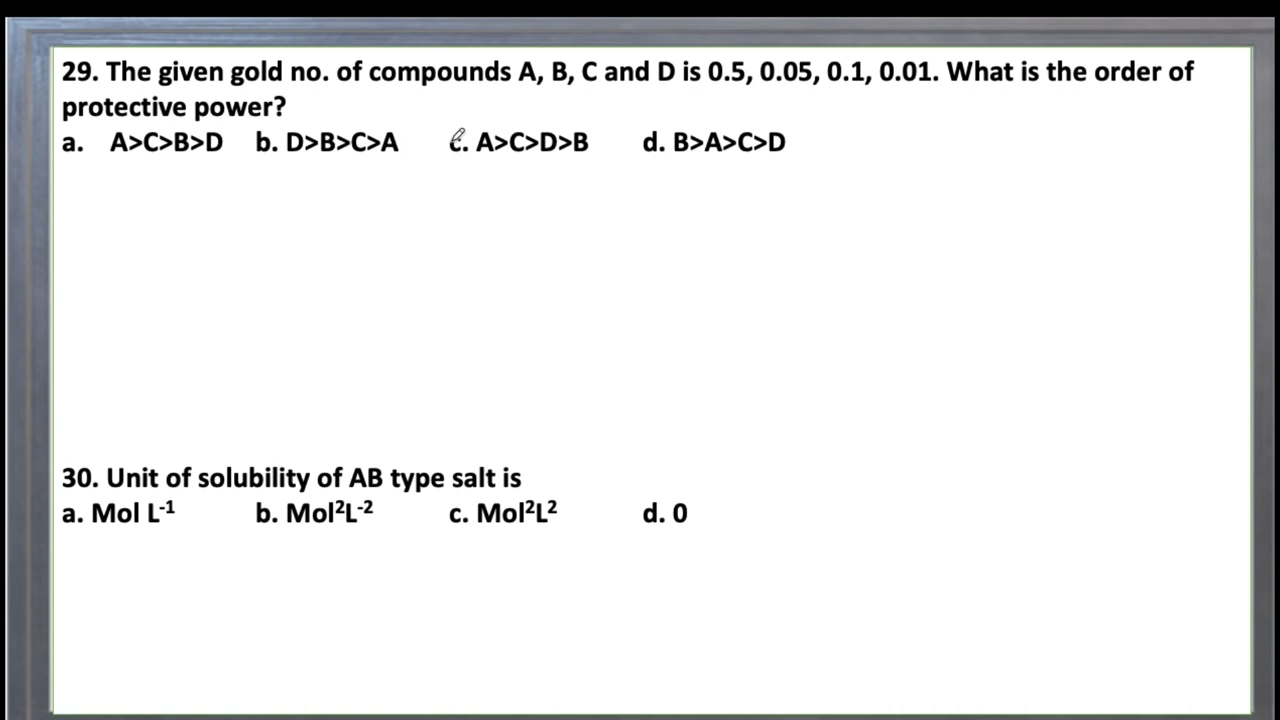 29. The given gold no. of compounds A, B, C and D is 0.5, 0.05, 0.1, 0.01. What is the order of
protective power?
a. A>C>B>D b. D>B>C>A c. A>C>D>B d. B>A>C>D
30. Unit of solubility of AB type salt is
a. Mol L⁻¹ b. Mol²L⁻² c. Mol²L² d. 0